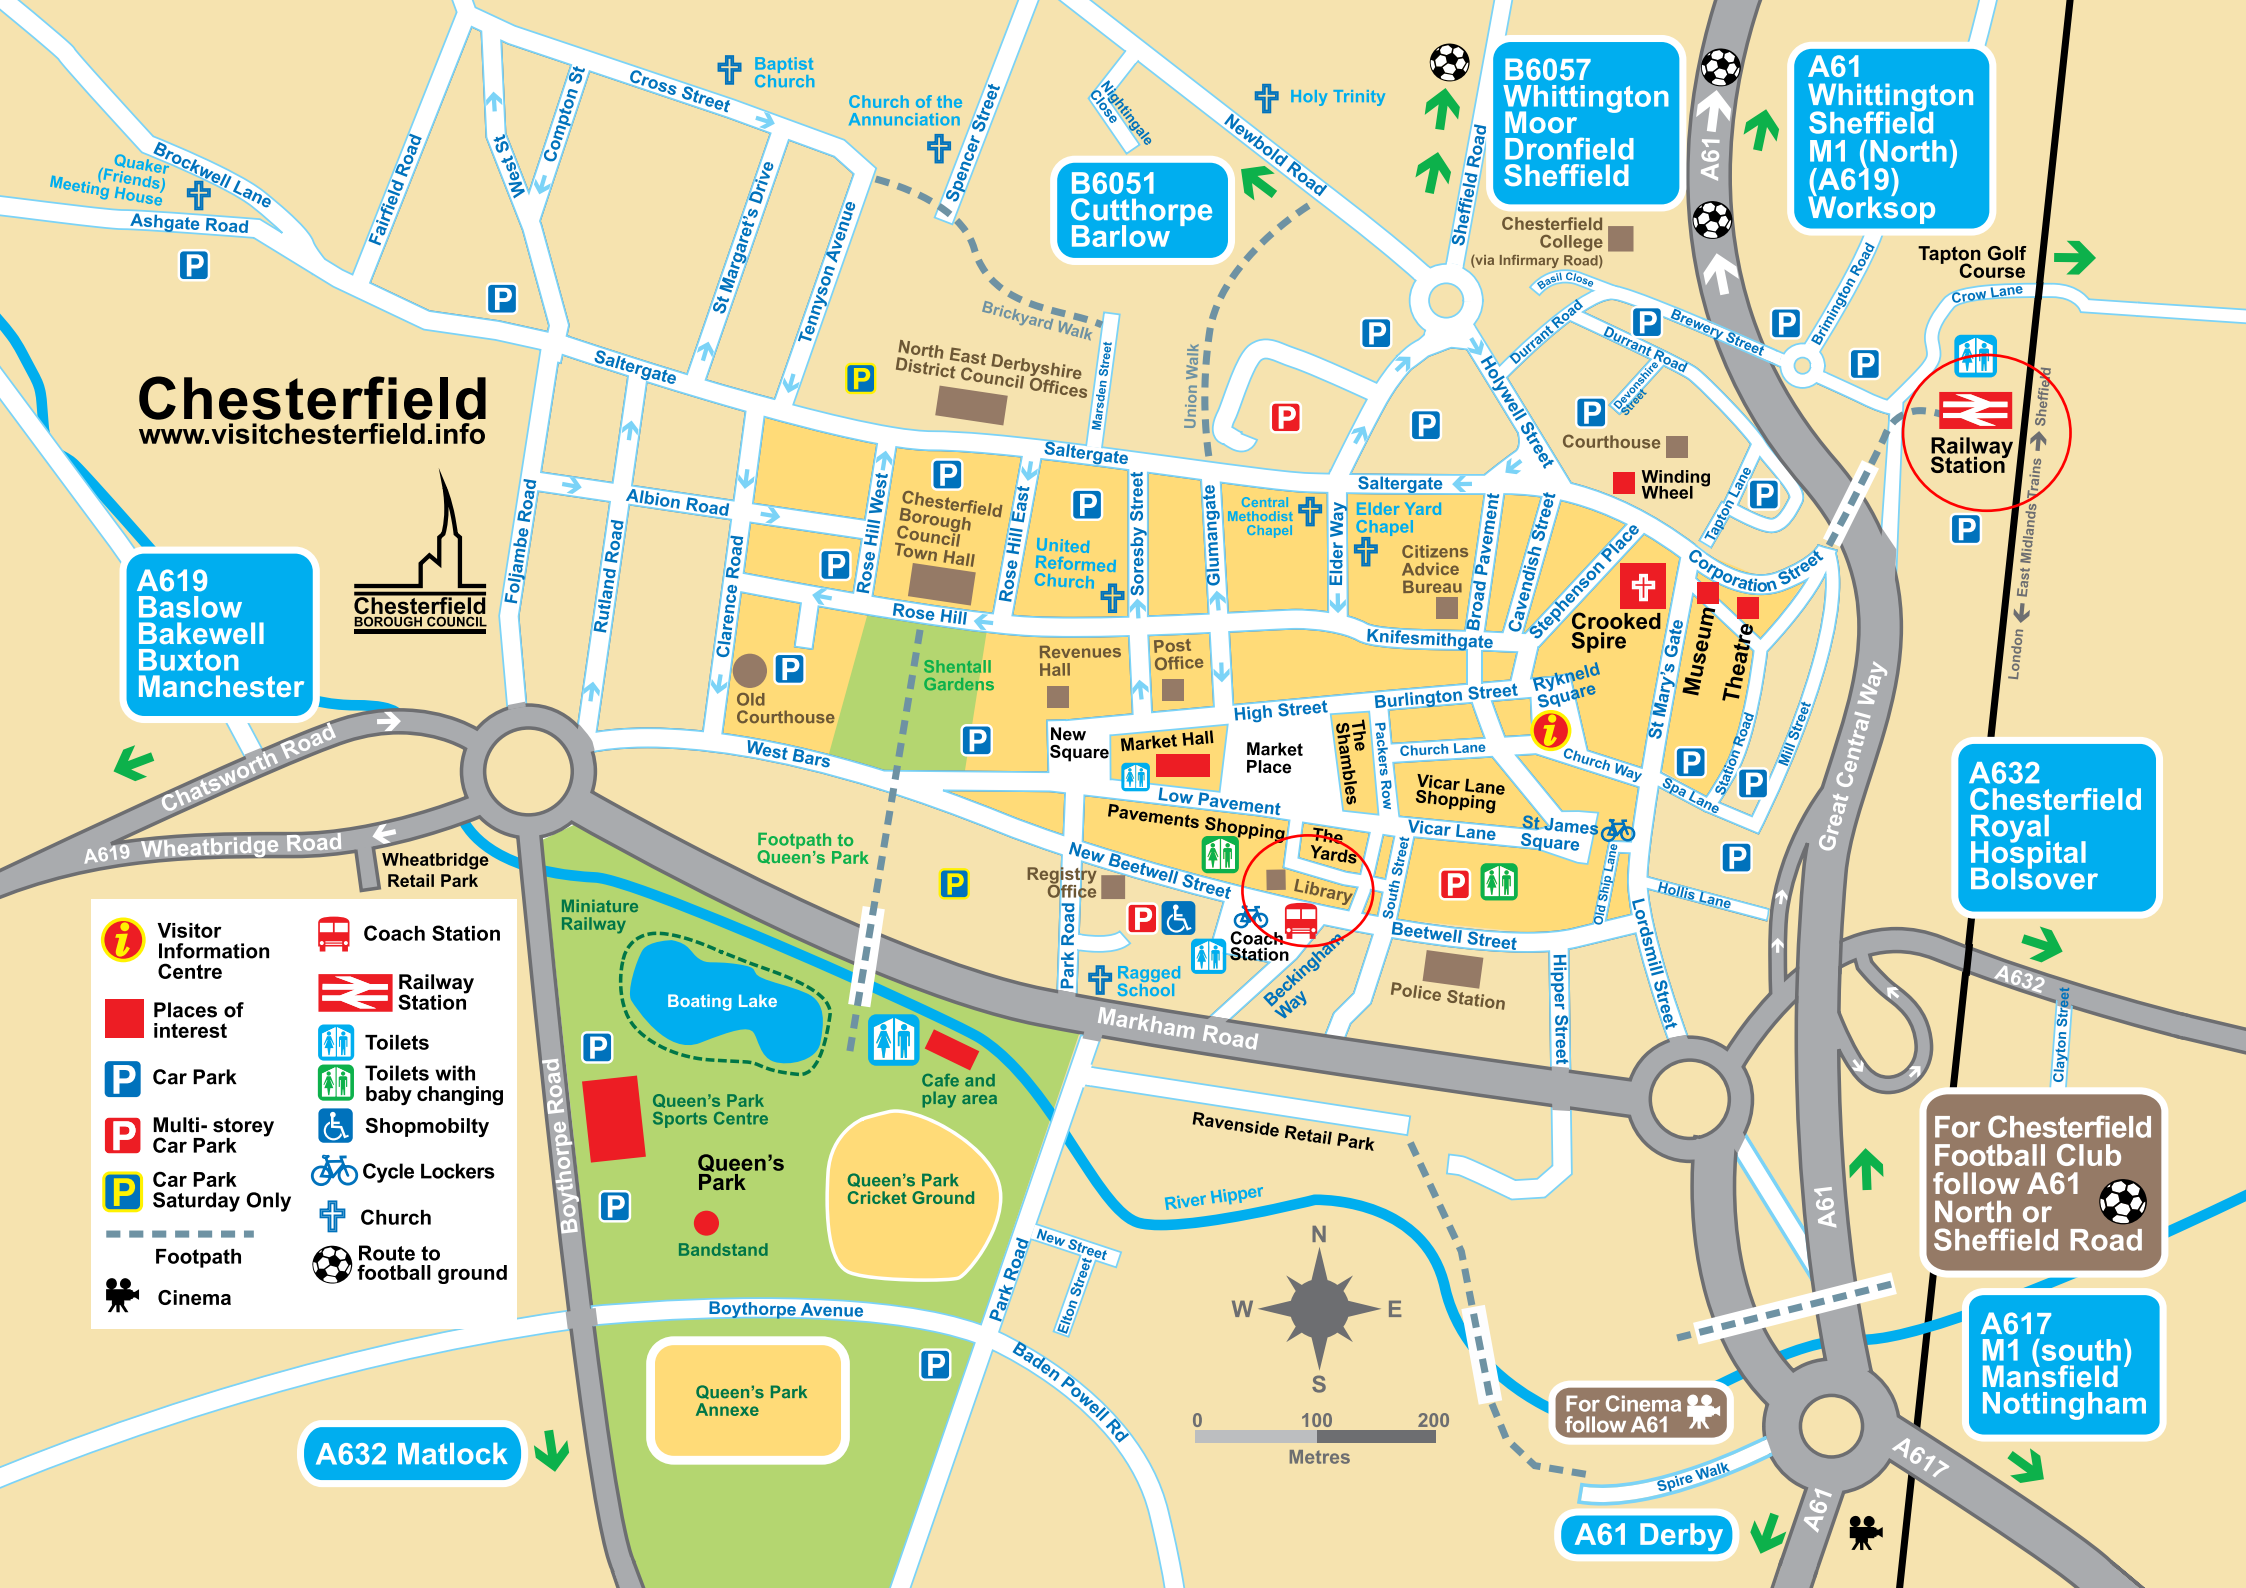 Baptist
Church
Cross Street
Compton St
West St
Church of the
Annunciation
Spencer Street
Nightingale
Close
Holy Trinity
Newbold Road
Sheffield Road
B6057
Whittington
Moor
Dronfield
Sheffield
A61
A61
Whittington
Sheffield
M1 (North)
(A619)
Worksop
Brockwell Lane
Quaker
(Friends)
Meeting House
Ashgate Road
Fairfield Road
St Margaret's Drive
Tennyson Avenue
B6051
Cutthorpe
Barlow
Chesterfield
College
(via Infirmary Road)
Tapton Golf
Course
Crow Lane
Basil Close
Brimington Road
Brewery Street
Durrant Road
Durrant Road
Devonshire
Street
P
P
P
P
P
P
P
P
P
P
P
Brickyard Walk
Marsden Street
Union Walk
Holywell Street
Saltergate
North East Derbyshire
District Council Offices
Chesterfield
www.visitchesterfield.info
Chesterfield
BOROUGH COUNCIL
Courthouse
Winding
Wheel
Railway
Station
London
East Midlands Trains
Sheffield
Saltergate
Saltergate
Albion Road
Foljambe Road
Rutland Road
Clarence Road
Rose Hill West
Chesterfield
Borough
Council
Town Hall
Rose Hill East
United
Reformed
Church
Soresby Street
Glumangate
Central
Methodist
Chapel
Elder Way
Elder Yard
Chapel
Citizens
Advice
Bureau
Broad Pavement
Cavendish Street
Stephenson Place
Tapton Lane
Corporation Street
P
P
P
P
P
Crooked
Spire
Museum
Theatre
A619
Baslow
Bakewell
Buxton
Manchester
Rose Hill
Knifesmithgate
Old
Courthouse
P
Shentall
Gardens
Revenues
Hall
Post
Office
Rykneld
Square
St Mary's Gate
Station Road
Mill Street
Great Central Way
Burlington Street
High Street
i
New
Square
Market Hall
Market
Place
The
Shambles
Packers Row
Church Lane
Church Way
Spa Lane
P
P
P
P
West Bars
Chatsworth Road
A619 Wheatbridge Road
Wheatbridge
Retail Park
Low Pavement
Pavements Shopping
The
Yards
Vicar Lane
Shopping
Vicar Lane
St James
Square
Old Ship Lane
Hollis Lane
Footpath to
Queen's Park
P
New Beetwell Street
Registry
Office
Library
South Street
P
P
Coach
Station
Beetwell Street
Beckingham
Way
Police Station
Hipper Street
Lordsmill Street
Park Road
Ragged
School
Markham Road
A632
Chesterfield
Royal
Hospital
Bolsover
A632
Clayton Street
Miniature
Railway
Boating Lake
Cafe and
play area
P
Queen's Park
Sports Centre
Queen's
Park
Queen's Park
Cricket Ground
P
Bandstand
Boythorpe Road
Boythorpe Avenue
Queen's Park
Annexe
P
Park Road
New Street
Elton Street
Baden Powell Rd
Ravenside Retail Park
River Hipper
N
W
E
S
0
100
200
Metres
A61
For Chesterfield
Football Club
follow A61
North or
Sheffield Road
A617
M1 (south)
Mansfield
Nottingham
For Cinema
follow A61
Spire Walk
A617
A61
A61 Derby
A632 Matlock
i
Visitor
Information
Centre
Places of
interest
P
Car Park
P
Multi- storey
Car Park
P
Car Park
Saturday Only
Footpath
Cinema
Coach Station
Railway
Station
Toilets
Toilets with
baby changing
Shopmobilty
Cycle Lockers
Church
Route to
football ground